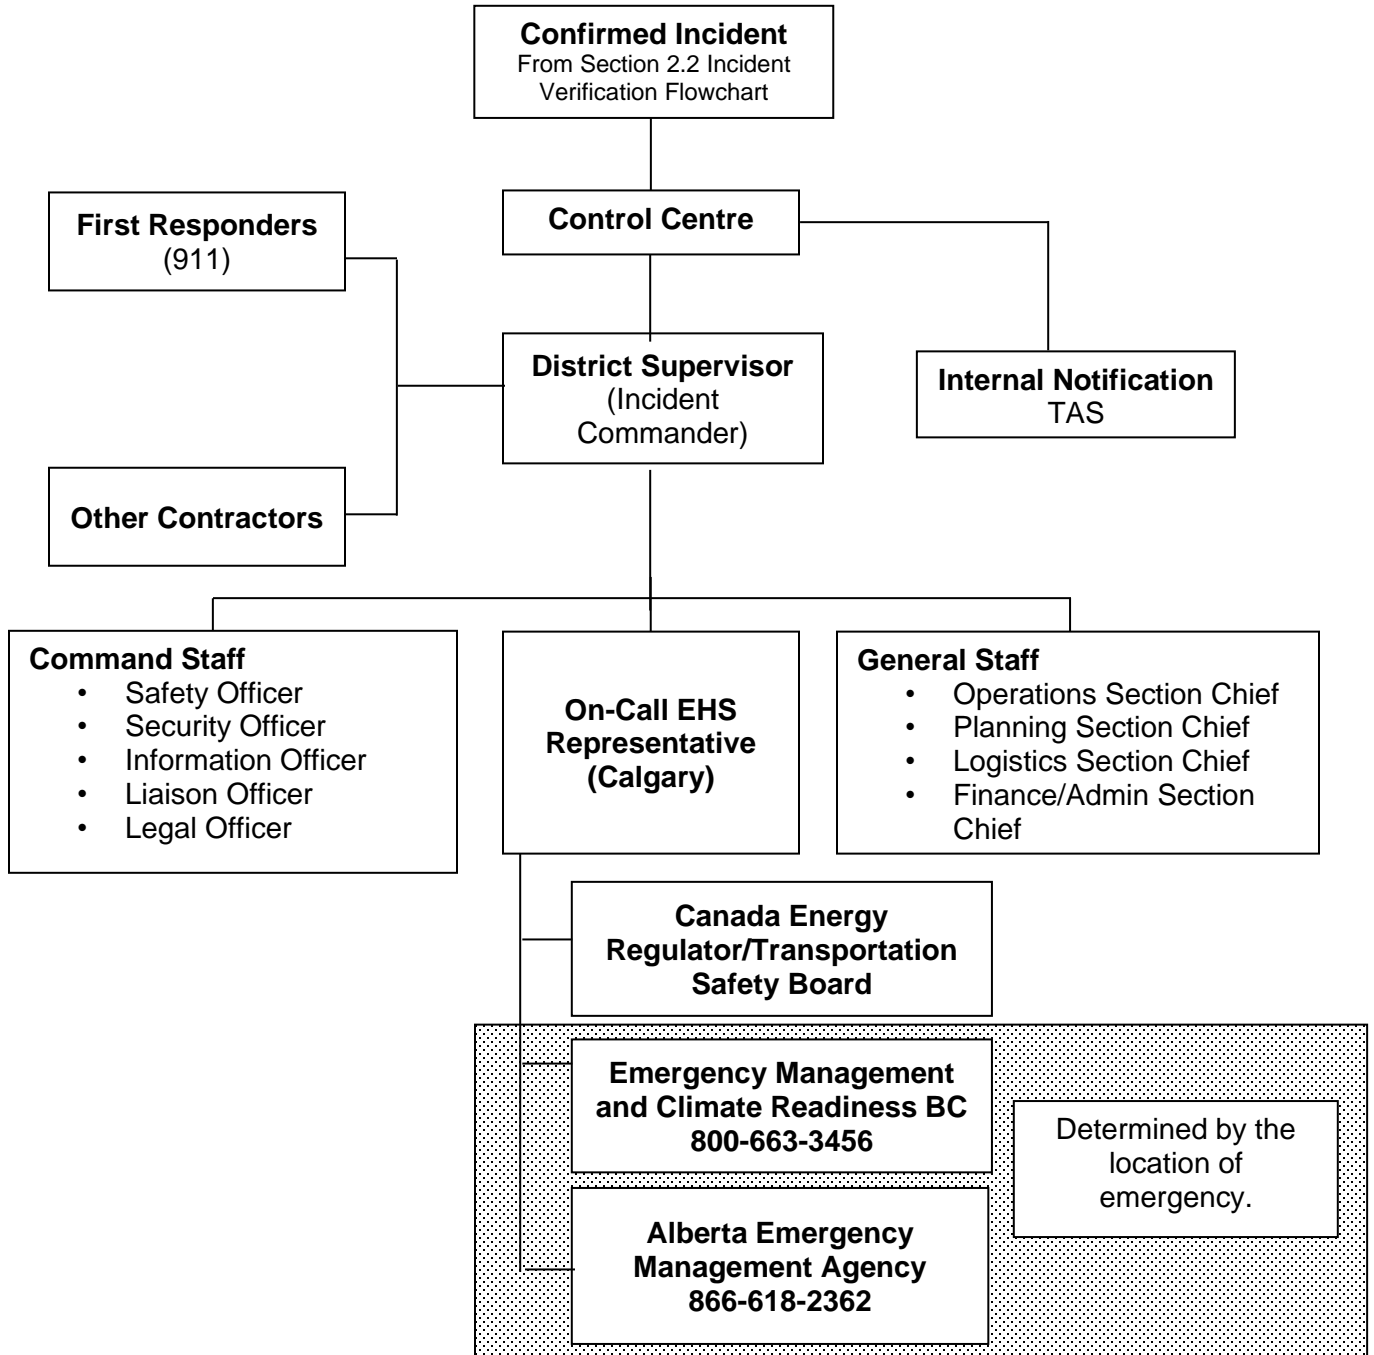 Confirmed Incident
From Section 2.2 Incident
Verification Flowchart
First Responders
(911)
Control Centre
District Supervisor
(Incident
Commander)
Internal Notification
TAS
Other Contractors
Command Staff
• Safety Officer
• Security Officer
• Information Officer
• Liaison Officer
• Legal Officer
On-Call EHS
Representative
(Calgary)
General Staff
• Operations Section Chief
• Planning Section Chief
• Logistics Section Chief
• Finance/Admin Section
Chief
Canada Energy
Regulator/Transportation
Safety Board
Emergency Management
and Climate Readiness BC
800-663-3456
Determined by the
location of
emergency.
Alberta Emergency
Management Agency
866-618-2362